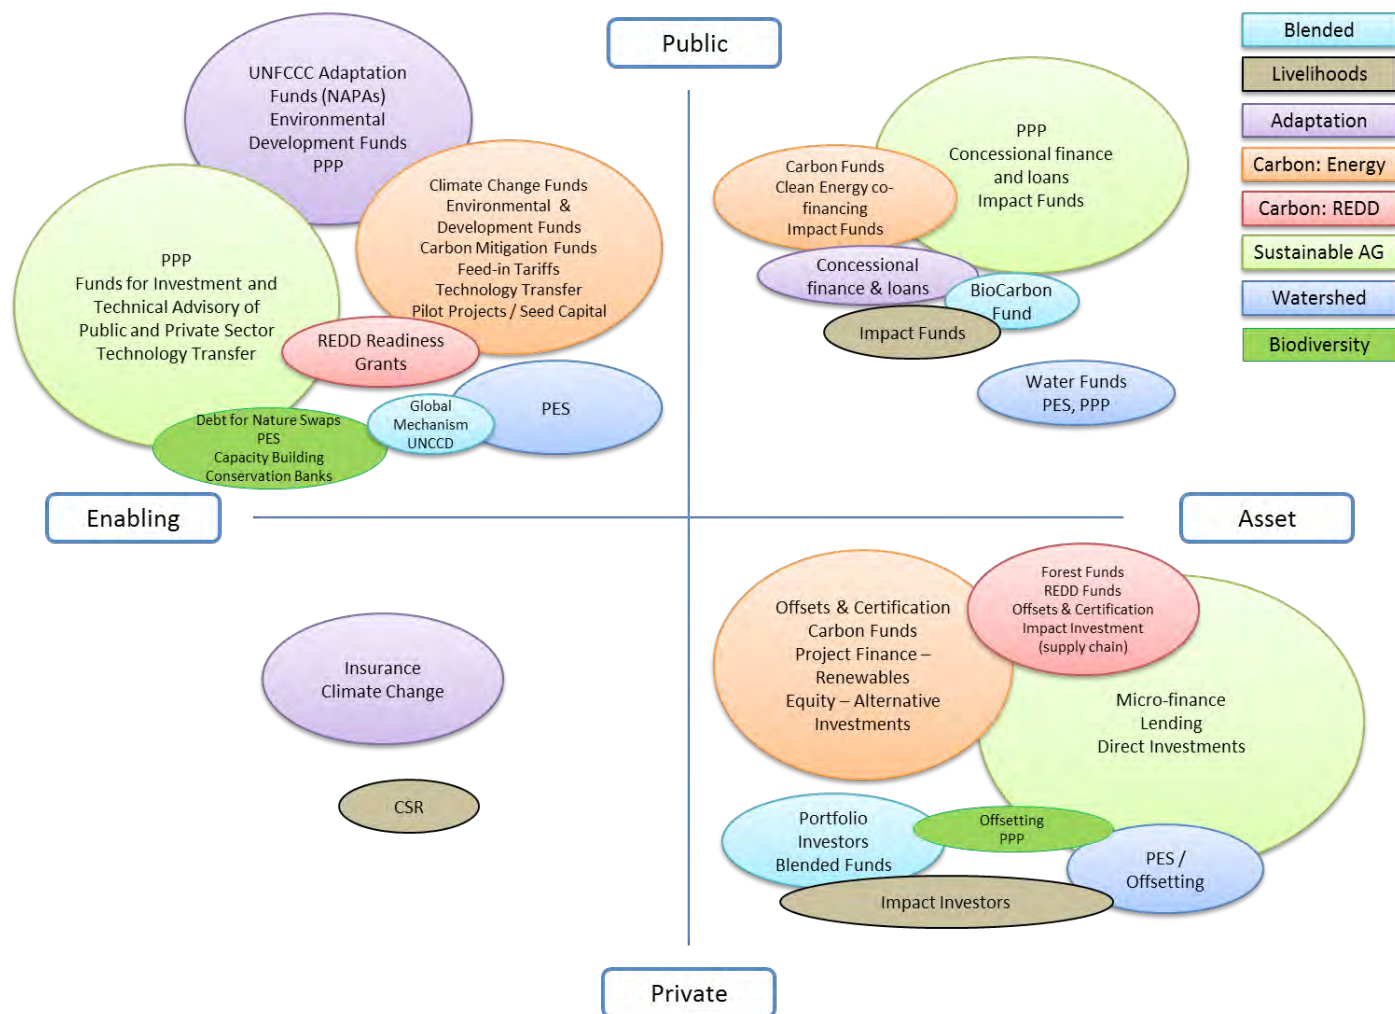 Public
UNFCCC Adaptation
Funds (NAPAs)
Environmental
Development Funds
PPP
Climate Change Funds
Environmental &
Development Funds
Carbon Mitigation Funds
Feed-in Tariffs
Technology Transfer
Pilot Projects / Seed Capital
PPP
Funds for Investment and
Technical Advisory of
Public and Private Sector
Technology Transfer
REDD Readiness
Grants
Global
Mechanism
UNCCD
PES
Debt for Nature Swaps
PES
Capacity Building
Conservation Banks
PPP
Concessional finance
and loans
Impact Funds
Carbon Funds
Clean Energy co-
financing
Impact Funds
Concessional
finance & loans
BioCarbon
Fund
Impact Funds
Water Funds
PES, PPP
Blended
Livelihoods
Adaptation
Carbon: Energy
Carbon: REDD
Sustainable AG
Watershed
Biodiversity
Enabling
Asset
Insurance
Climate Change
CSR
Offsets & Certification
Carbon Funds
Project Finance –
Renewables
Equity – Alternative
Investments
Forest Funds
REDD Funds
Offsets & Certification
Impact Investment
(supply chain)
Micro-finance
Lending
Direct Investments
Portfolio
Investors
Blended Funds
Offsetting
PPP
PES /
Offsetting
Impact Investors
Private